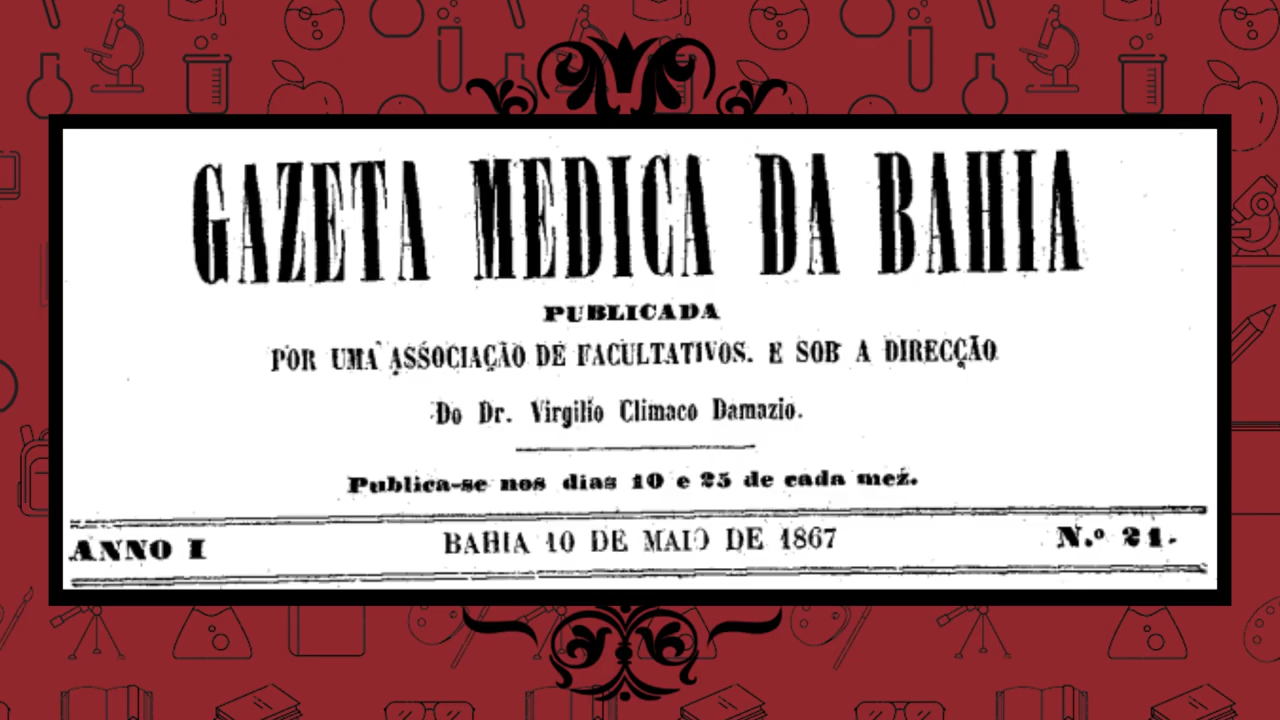 GAZETA MEDICA DA BAHIA
PUBLICADA
POR UMA ASSOCIAÇÃO DE FACULTATIVOS. E SOB A DIRECÇÃO
Do Dr. Virgilio Climaco Damazio.
Publica-se nos dias 10 e 25 de cada mez.
ANNO I BAHIA 10 DE MAIO DE 1867 N.º 21.